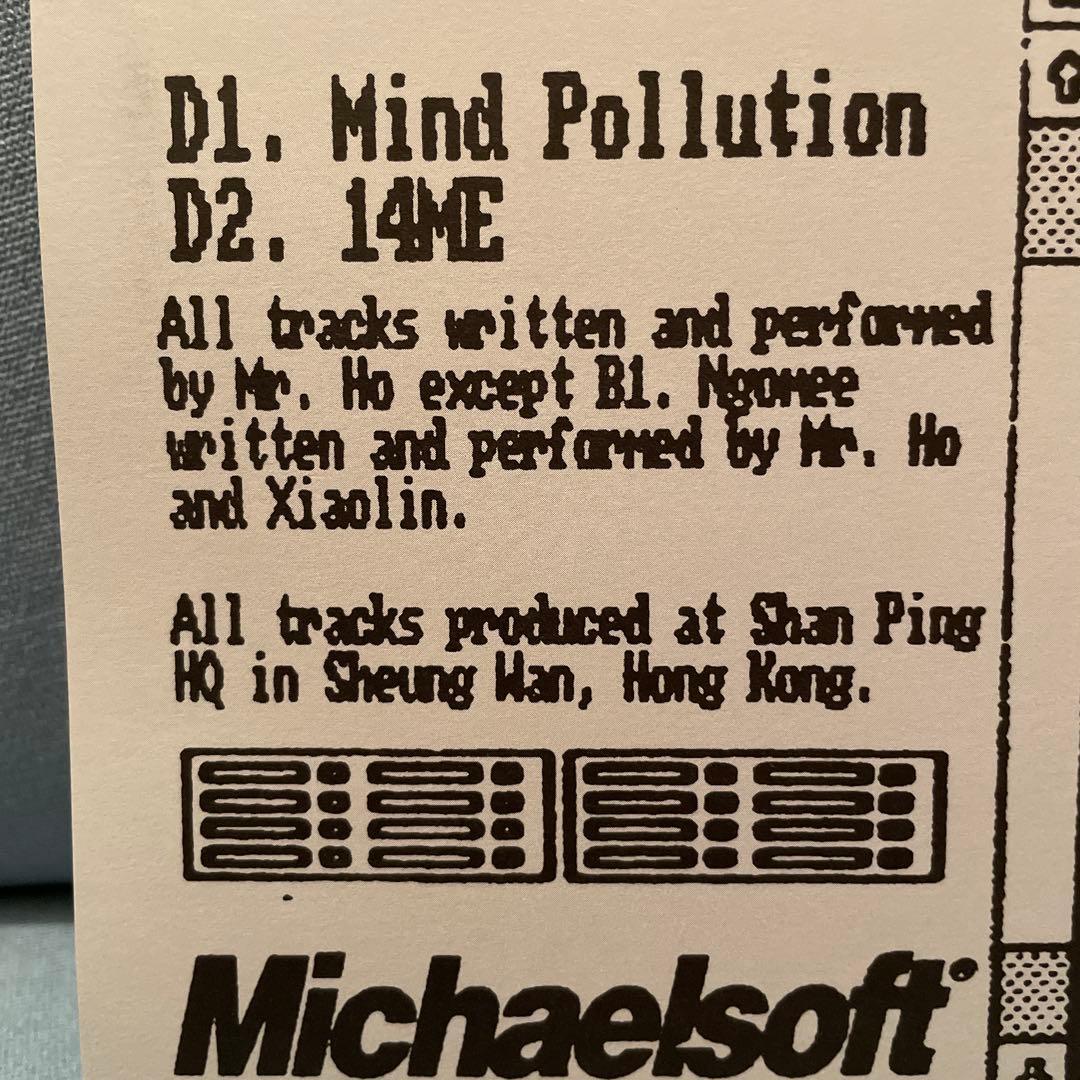 D1. Mind Pollution
D2. 14ME
All tracks written and performed
by Mr. Ho except B1. Ngomee
written and performed by Mr. Ho
and Xiaolin.
All tracks produced at Shan Ping
HQ in Sheung Wan, Hong Kong.
Michaelsoft